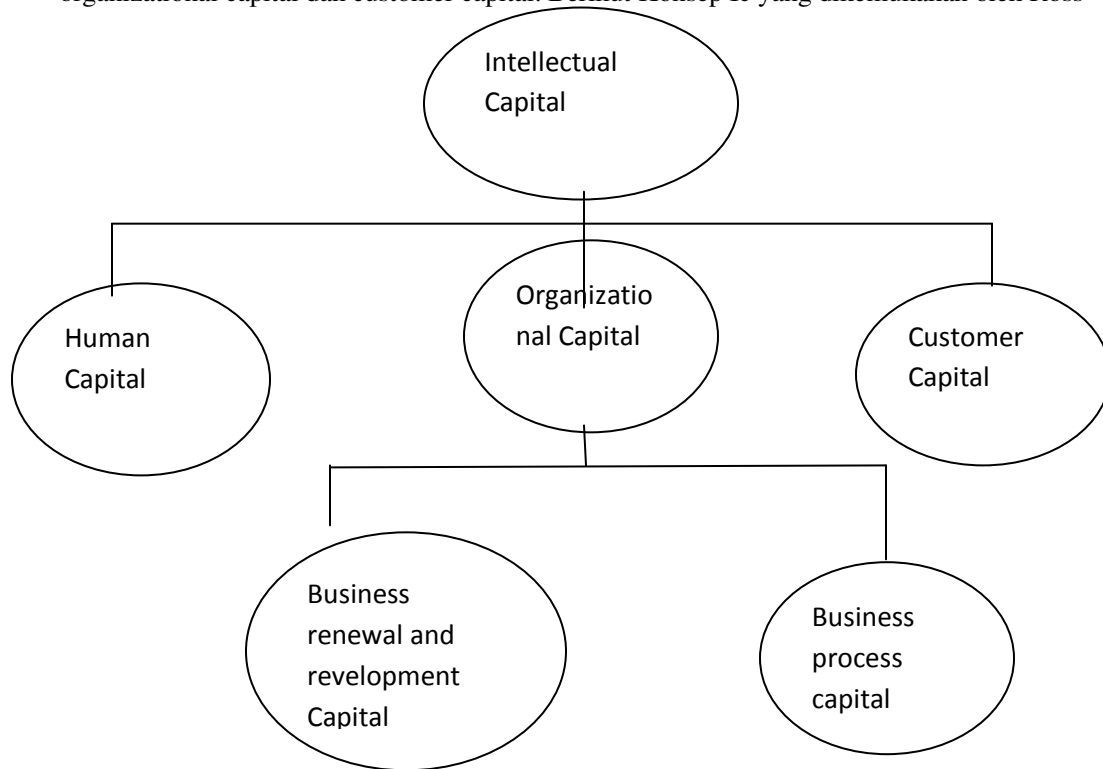 organizational capital dan customer capital. Berikut Konsep Ic yang dikemukakan oleh Ross
Intellectual
Capital
Organizatio
nal Capital
Human
Capital
Customer
Capital
Business
renewal and
revelopment
Capital
Business
process
capital